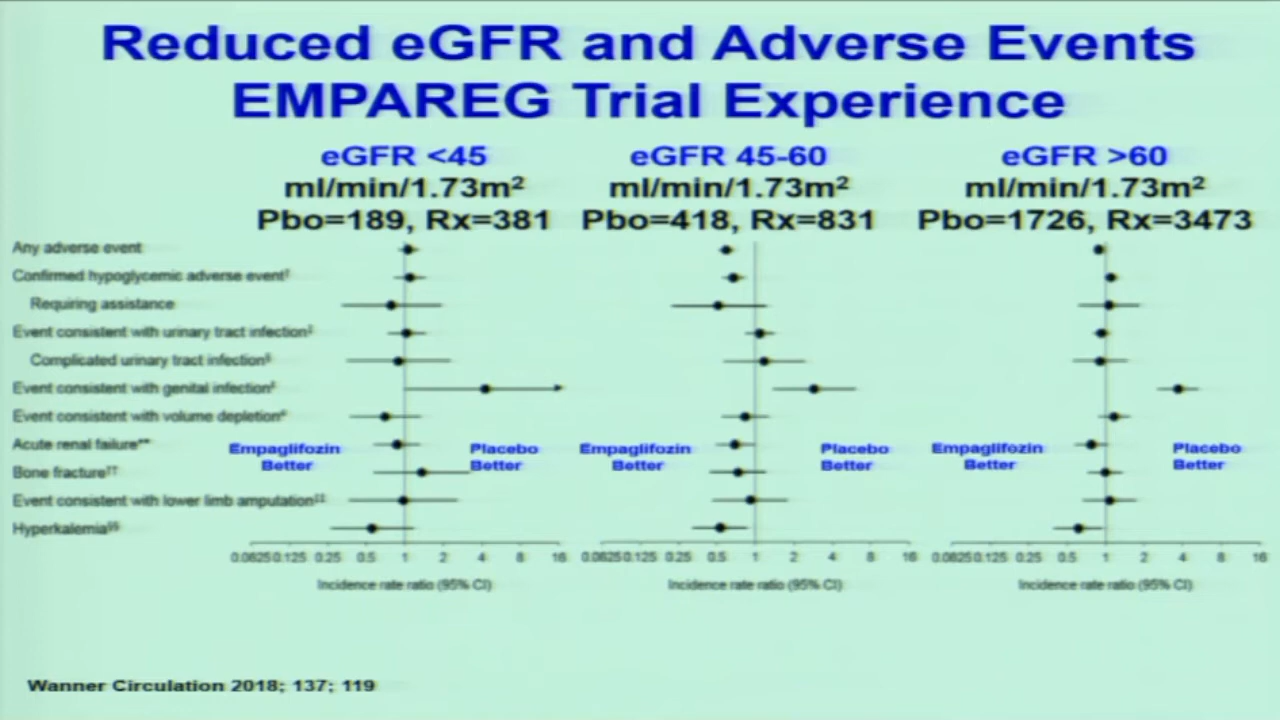 Reduced eGFR and Adverse Events
EMPAREG Trial Experience
eGFR <45
ml/min/1.73m²
Pbo=189, Rx=381
eGFR 45-60
ml/min/1.73m²
Pbo=418, Rx=831
eGFR >60
ml/min/1.73m²
Pbo=1726, Rx=3473
Any adverse event
Confirmed hypoglycemic adverse event†
Requiring assistance
Event consistent with urinary tract infection‡
Complicated urinary tract infection§
Event consistent with genital infection‡
Event consistent with volume depletion#
Acute renal failure**
Bone fracture††
Event consistent with lower limb amputation‡‡
Hyperkalemia§§
Empaglifozin
Better
Placebo
Better
Empaglifozin
Better
Placebo
Better
Empaglifozin
Better
Placebo
Better
0.0625 0.125 0.25 0.5 1 2 4 8 16
0.0625 0.125 0.25 0.5 1 2 4 8 16
0.0625 0.125 0.25 0.5 1 2 4 8 16
Incidence rate ratio (95% CI)
Incidence rate ratio (95% CI)
Incidence rate ratio (95% CI)
Wanner Circulation 2018; 137; 119